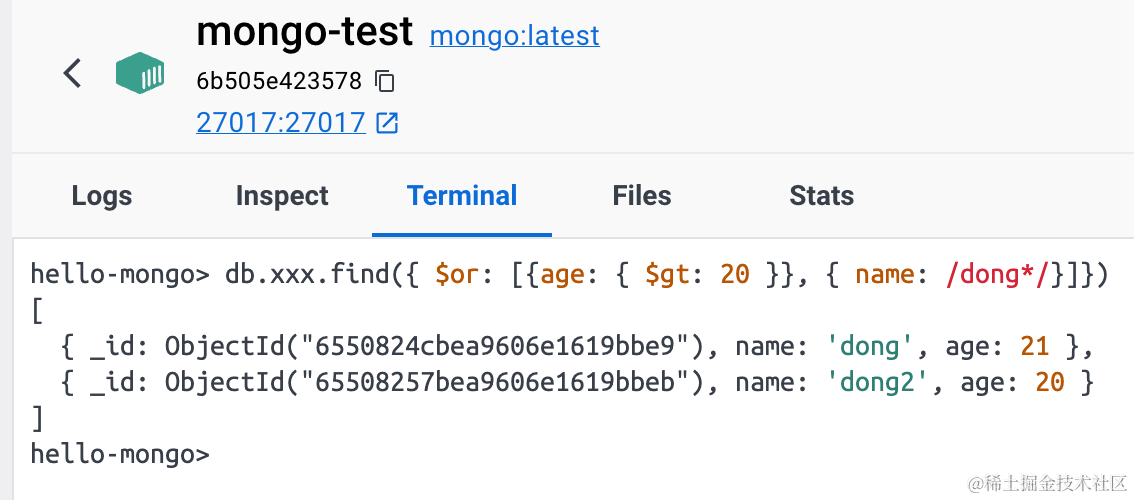 mongo-test mongo:latest
6b505e423578
27017:27017
Logs Inspect Terminal Files Stats
hello-mongo> db.xxx.find({ $or: [{age: { $gt: 20 }}, { name: /dong*/}]})
[
  { _id: ObjectId("6550824cbea9606e1619bbe9"), name: 'dong', age: 21 },
  { _id: ObjectId("65508257bea9606e1619bbeb"), name: 'dong2', age: 20 }
]
hello-mongo>
@稀土掘金技术社区